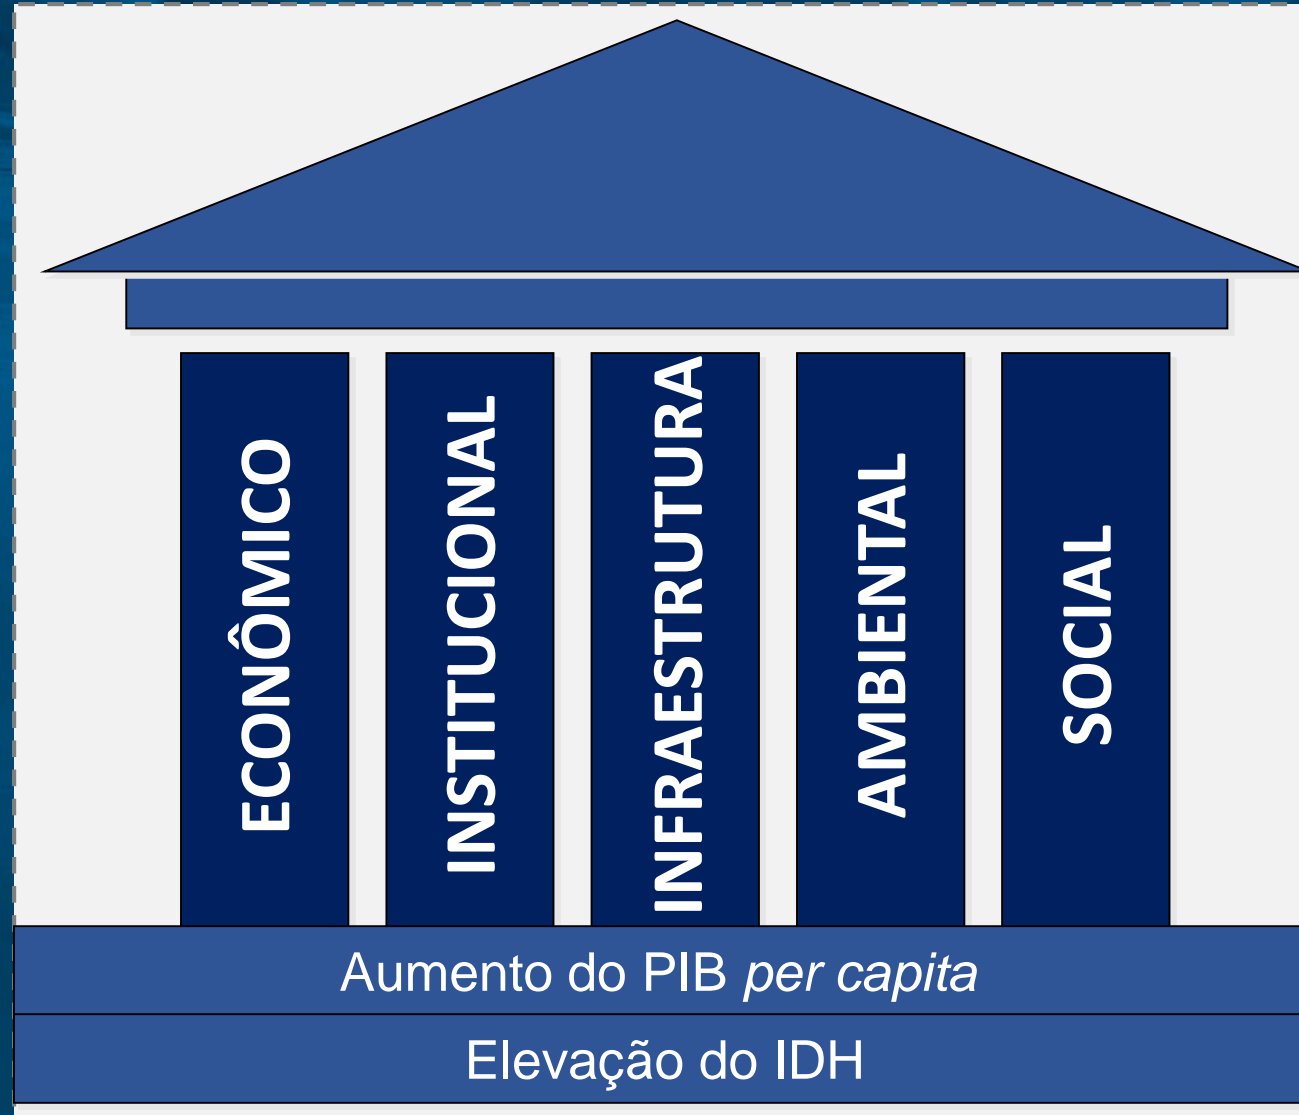 ECONÔMICO
INSTITUCIONAL
INFRAESTRUTURA
AMBIENTAL
SOCIAL
Aumento do PIB per capita
Elevação do IDH